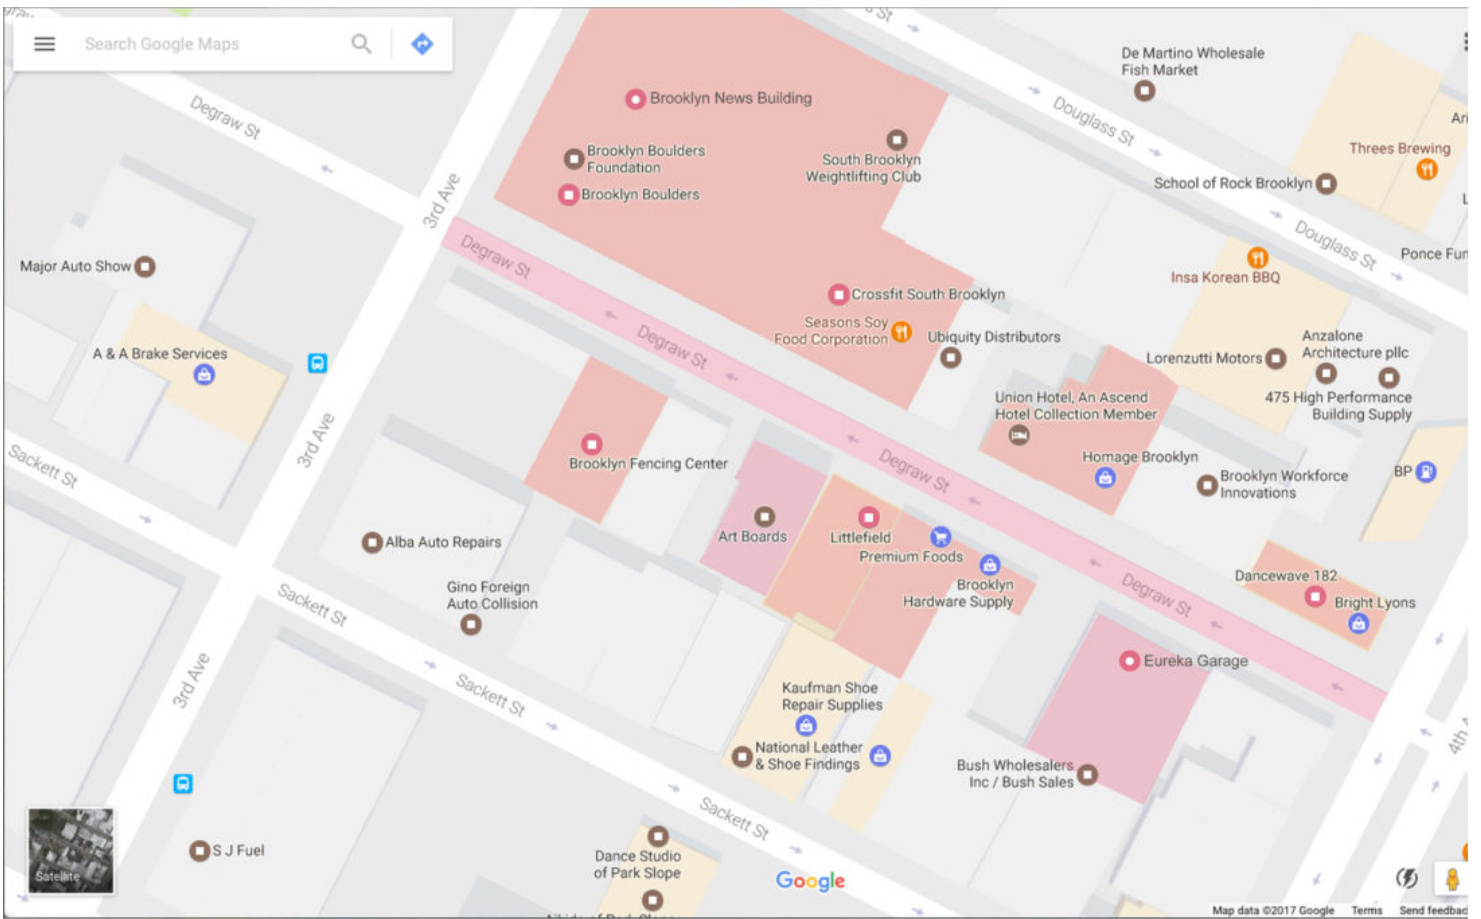 Search Google Maps
Degraw St
3rd Ave
Brooklyn News Building
Brooklyn Boulders
Foundation
Brooklyn Boulders
South Brooklyn
Weightlifting Club
De Martino Wholesale
Fish Market
Douglass St
Threes Brewing
School of Rock Brooklyn
Douglass St
Insa Korean BBQ
Major Auto Show
Degraw St
Crossfit South Brooklyn
Seasons Soy
Food Corporation
Ubiquity Distributors
Degraw St
A & A Brake Services
Lorenzutti Motors
Anzalone
Architecture pllc
475 High Performance
Building Supply
Union Hotel, An Ascend
Hotel Collection Member
3rd Ave
Sackett St
Brooklyn Fencing Center
Degraw St
Homage Brooklyn
Brooklyn Workforce
Innovations
BP
Alba Auto Repairs
Art Boards
Littlefield
Premium Foods
Brooklyn
Hardware Supply
Degraw St
Dancewave 182
Bright Lyons
Gino Foreign
Auto Collision
Sackett St
3rd Ave
Sackett St
Eureka Garage
Kaufman Shoe
Repair Supplies
National Leather
& Shoe Findings
Bush Wholesalers
Inc / Bush Sales
4th
Sackett St
S J Fuel
Dance Studio
of Park Slope
Satellite
Google
Map data ©2017 Google Terms Send feedback